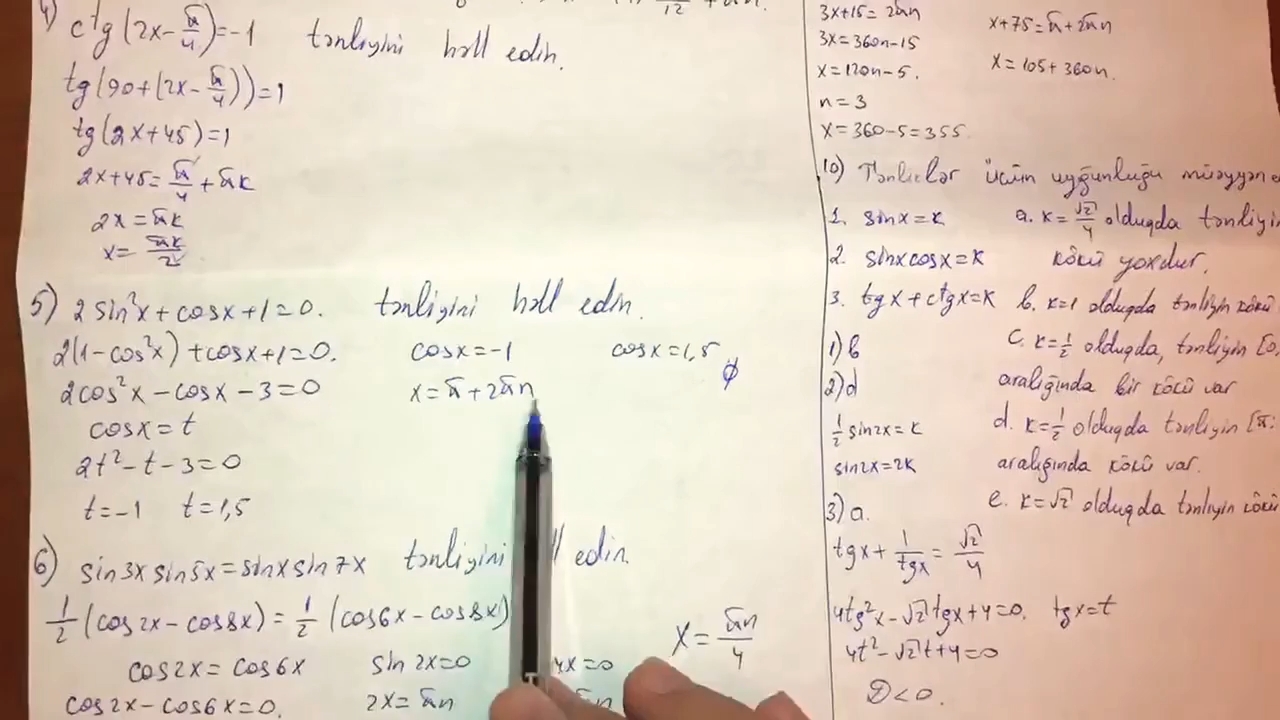 12
4) ctg(2x-π/4)=-1 tənliyini həll edin.
tg(90+(2x-π/4))=1
tg(2x+45)=1
2x+45=π/4+πk
2x=πk
x=πk/2
5) 2sin²x+cosx+1=0. tənliyini həll edin.
2(1-cos²x)+cosx+1=0. cosx=-1 cosx=1,5
2cos²x-cosx-3=0 x=π+2πn ∅
cosx=t
2t²-t-3=0
t=-1 t=1,5
6) sin3x sin5x=sinx sin7x tənliyini edin.
1/2(cos2x-cos8x)=1/2(cos6x-cos8x)
cos2x=cos6x sin2x=0 4x=0 x=πn/4
cos2x-cos6x=0. 2x=πn
3x+15=2πn x+75=π+2πn
3x=360n-15 x=105+360n.
x=120n-5.
n=3
x=360-5=355
10) Tənliklər üçün uyğunluğu
1. sinx=k a. k=√2/4 olduqda
2. sinxcosx=k kökü yoxdur.
3. tgx+ctgx=k b. k=1 olduqda tənliyin kökü
1) b c. k=1/2 olduqda, tənliyin
2) d aralığında bir kökü var
1/2 sin2x=k d. k=1/2 olduqda tənliyin
sin2x=2k aralığında kökü var.
3) a. e. k=√2 olduqda tənliyin kökü
tgx+1/tgx=√2/4
4tg²x-√2tgx+4=0. tgx=t
4t²-√2t+4=0
D<0.